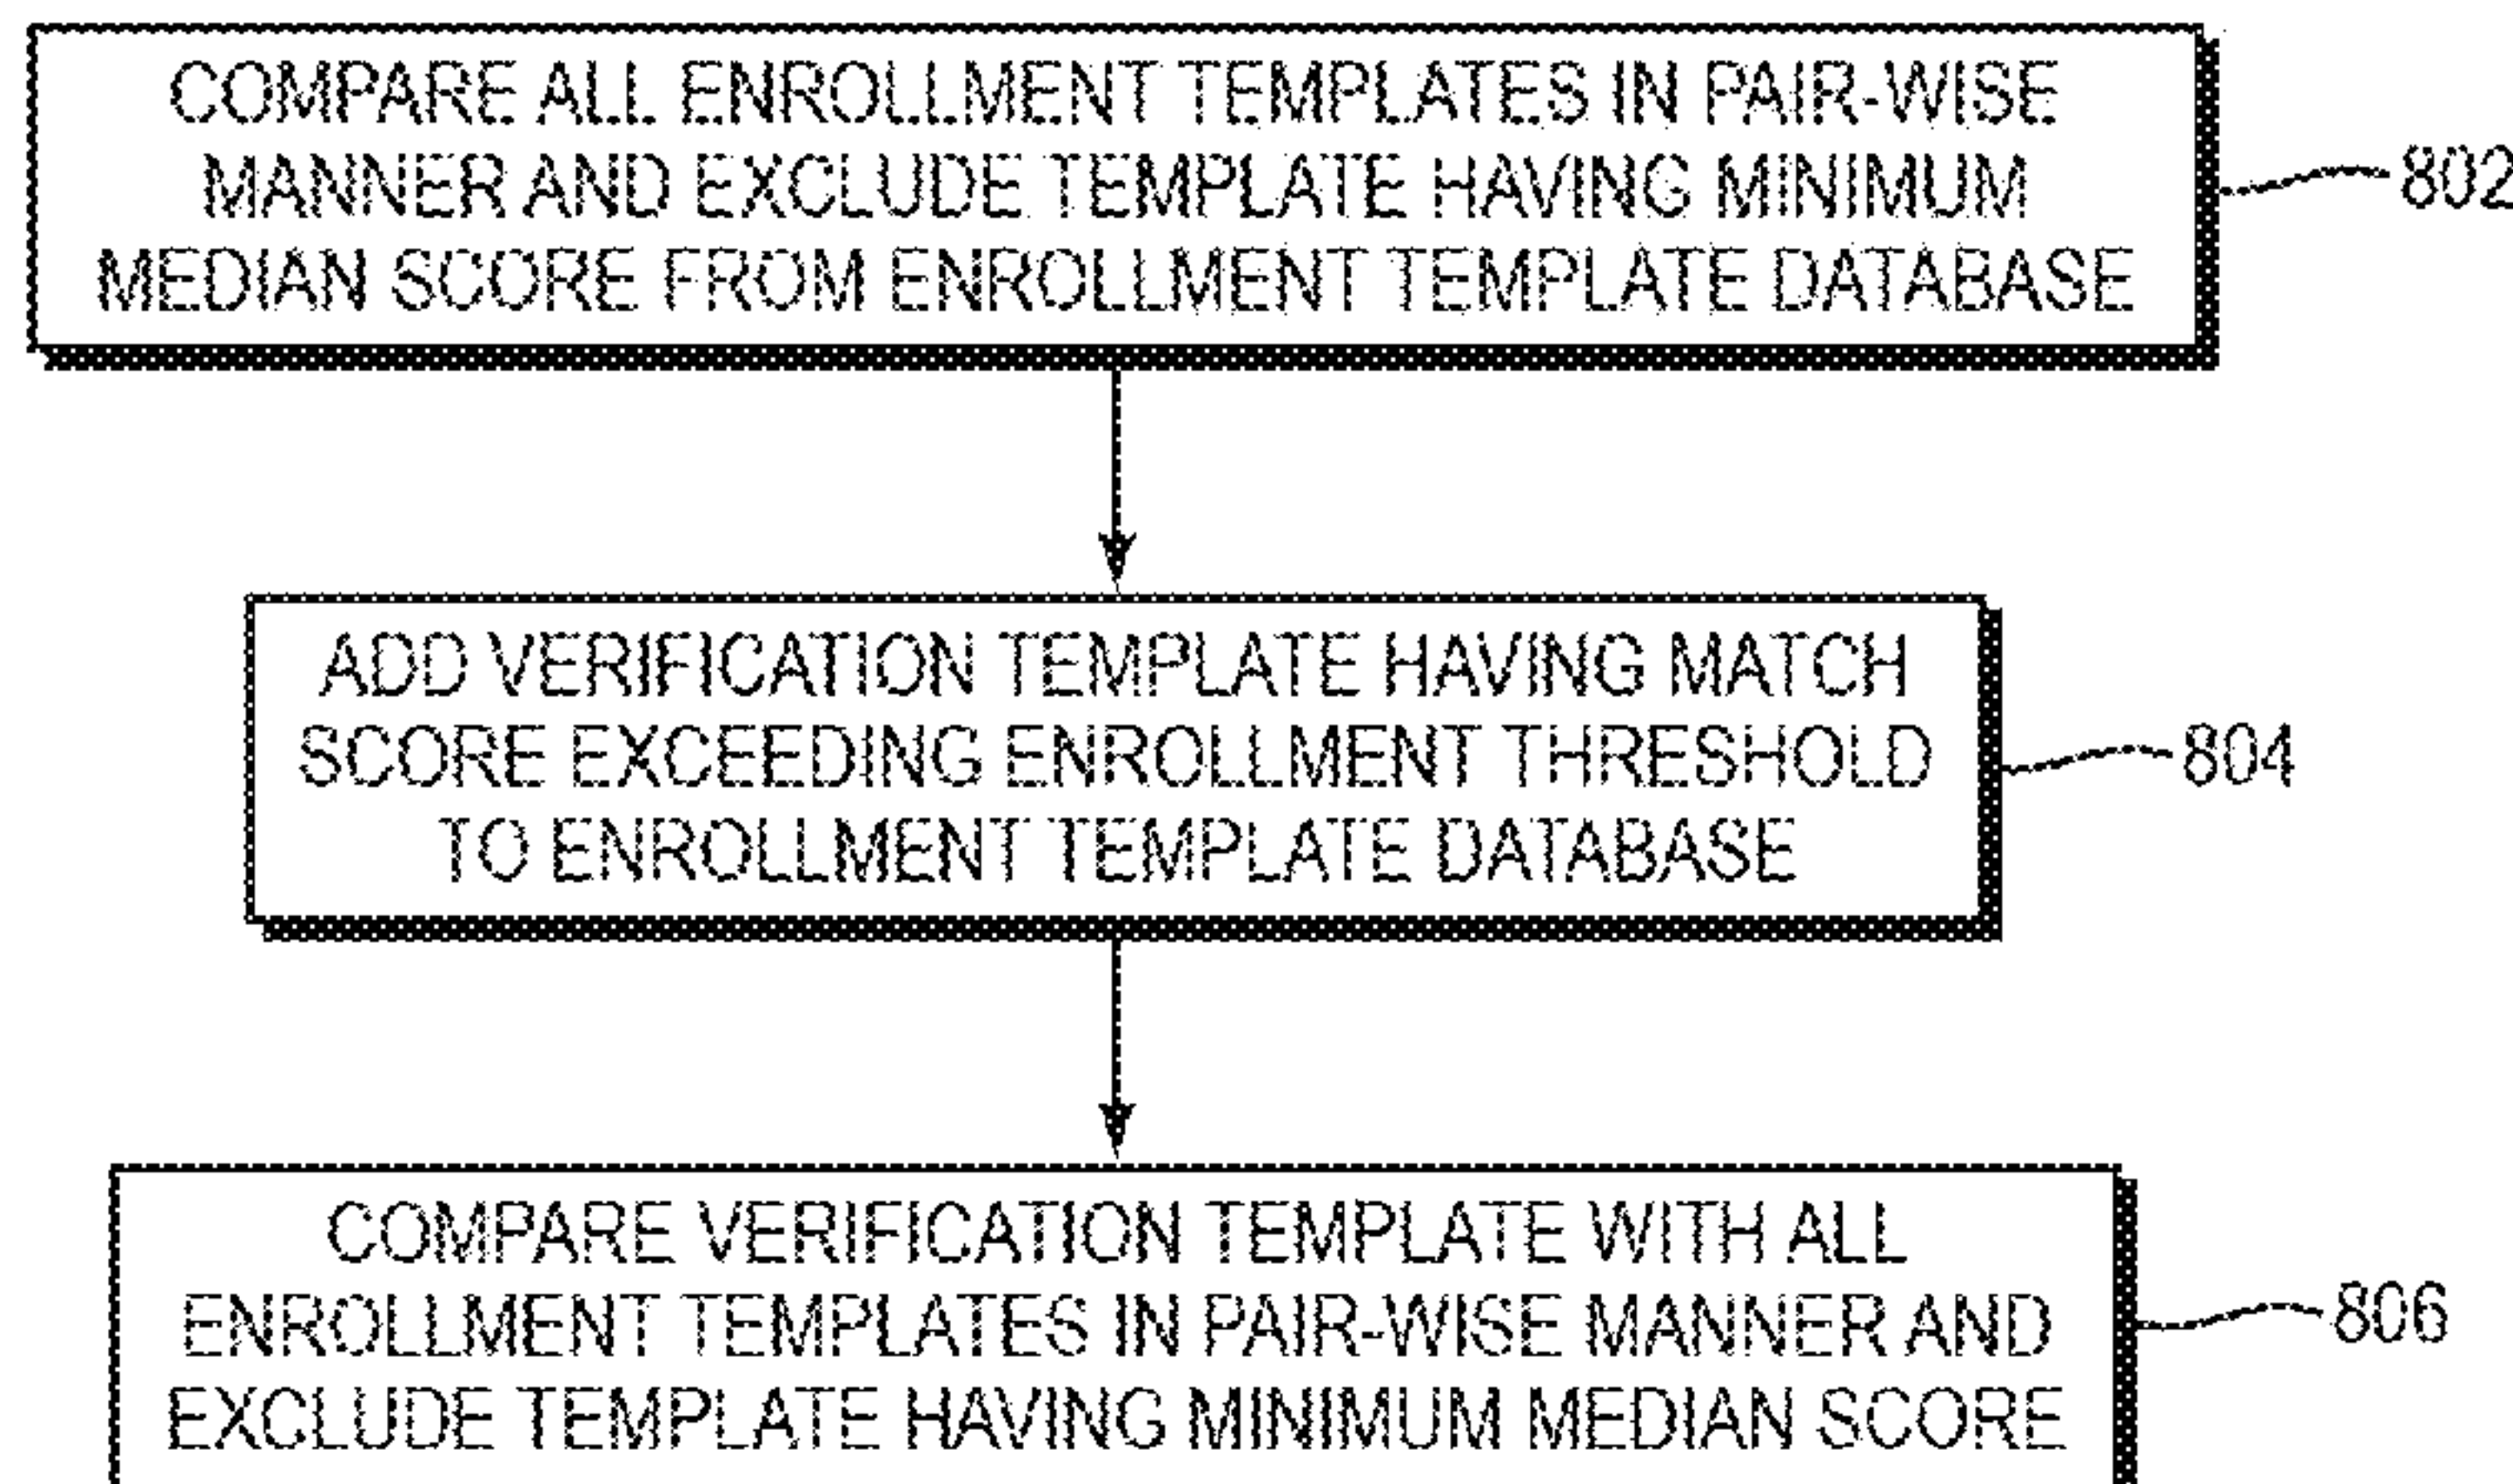 COMPARE ALL ENROLLMENT TEMPLATES IN PAIR-WISE
MANNER AND EXCLUDE TEMPLATE HAVING MINIMUM
MEDIAN SCORE FROM ENROLLMENT TEMPLATE DATABASE
802
ADD VERIFICATION TEMPLATE HAVING MATCH
SCORE EXCEEDING ENROLLMENT THRESHOLD
TO ENROLLMENT TEMPLATE DATABASE
804
COMPARE VERIFICATION TEMPLATE WITH ALL
ENROLLMENT TEMPLATES IN PAIR-WISE MANNER AND
EXCLUDE TEMPLATE HAVING MINIMUM MEDIAN SCORE
806